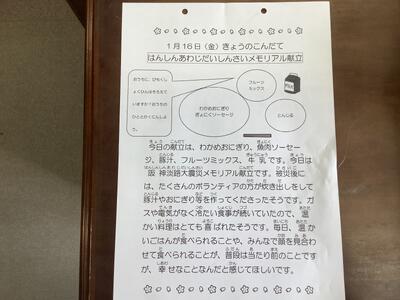 1月16日(金)きょうのこんだて
はんしんあわじだいしんさいメモリアル献立
おうちに、ひもくし
ょくひんはそろえて
いますか？おうちの
ひととかくにんしよ
う。
フルーツ
ミックス
MILK
わかめおにぎり
ぎょにくソーセージ
とんじる
今日の献立は、わかめおにぎり、魚肉ソーセー
ジ、豚汁、フルーツミックス、牛乳です。今日は
阪神淡路大震災メモリアル献立です。被災後に
は、たくさんのボランティアの方が炊き出しをして
豚汁やおにぎり等を作ってくださったそうです。ガ
スや電気がなく冷たい食事が続いていたので、温
かい料理はとても喜ばれたそうです。毎日、温
かいごはんが食べられることや、みんなで顔を見合わ
せて食べられることが、普段は当たり前のことです
が、幸せなことなんだと感じてほしいです。